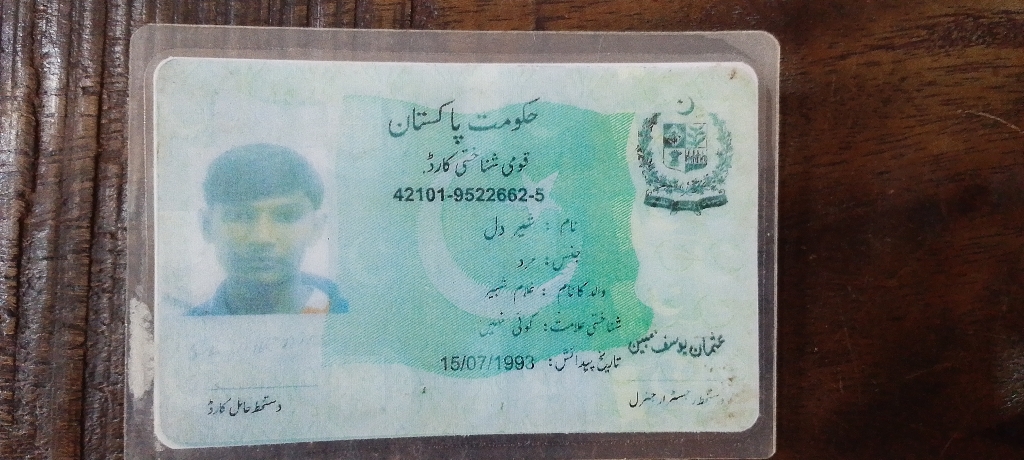 حکومت پاکستان
قومی شناختی کارڈ
42101-9522662-5
نام : شیر دل
جنس: مرد
والد کا نام : غلام شبیر
شناختی علامت: کوئی نہیں
تاریخ پیدائش: 15/07/1993
عثمان یوسف مبین
دستخط رجسٹرار جنرل
دستخط حامل کارڈ